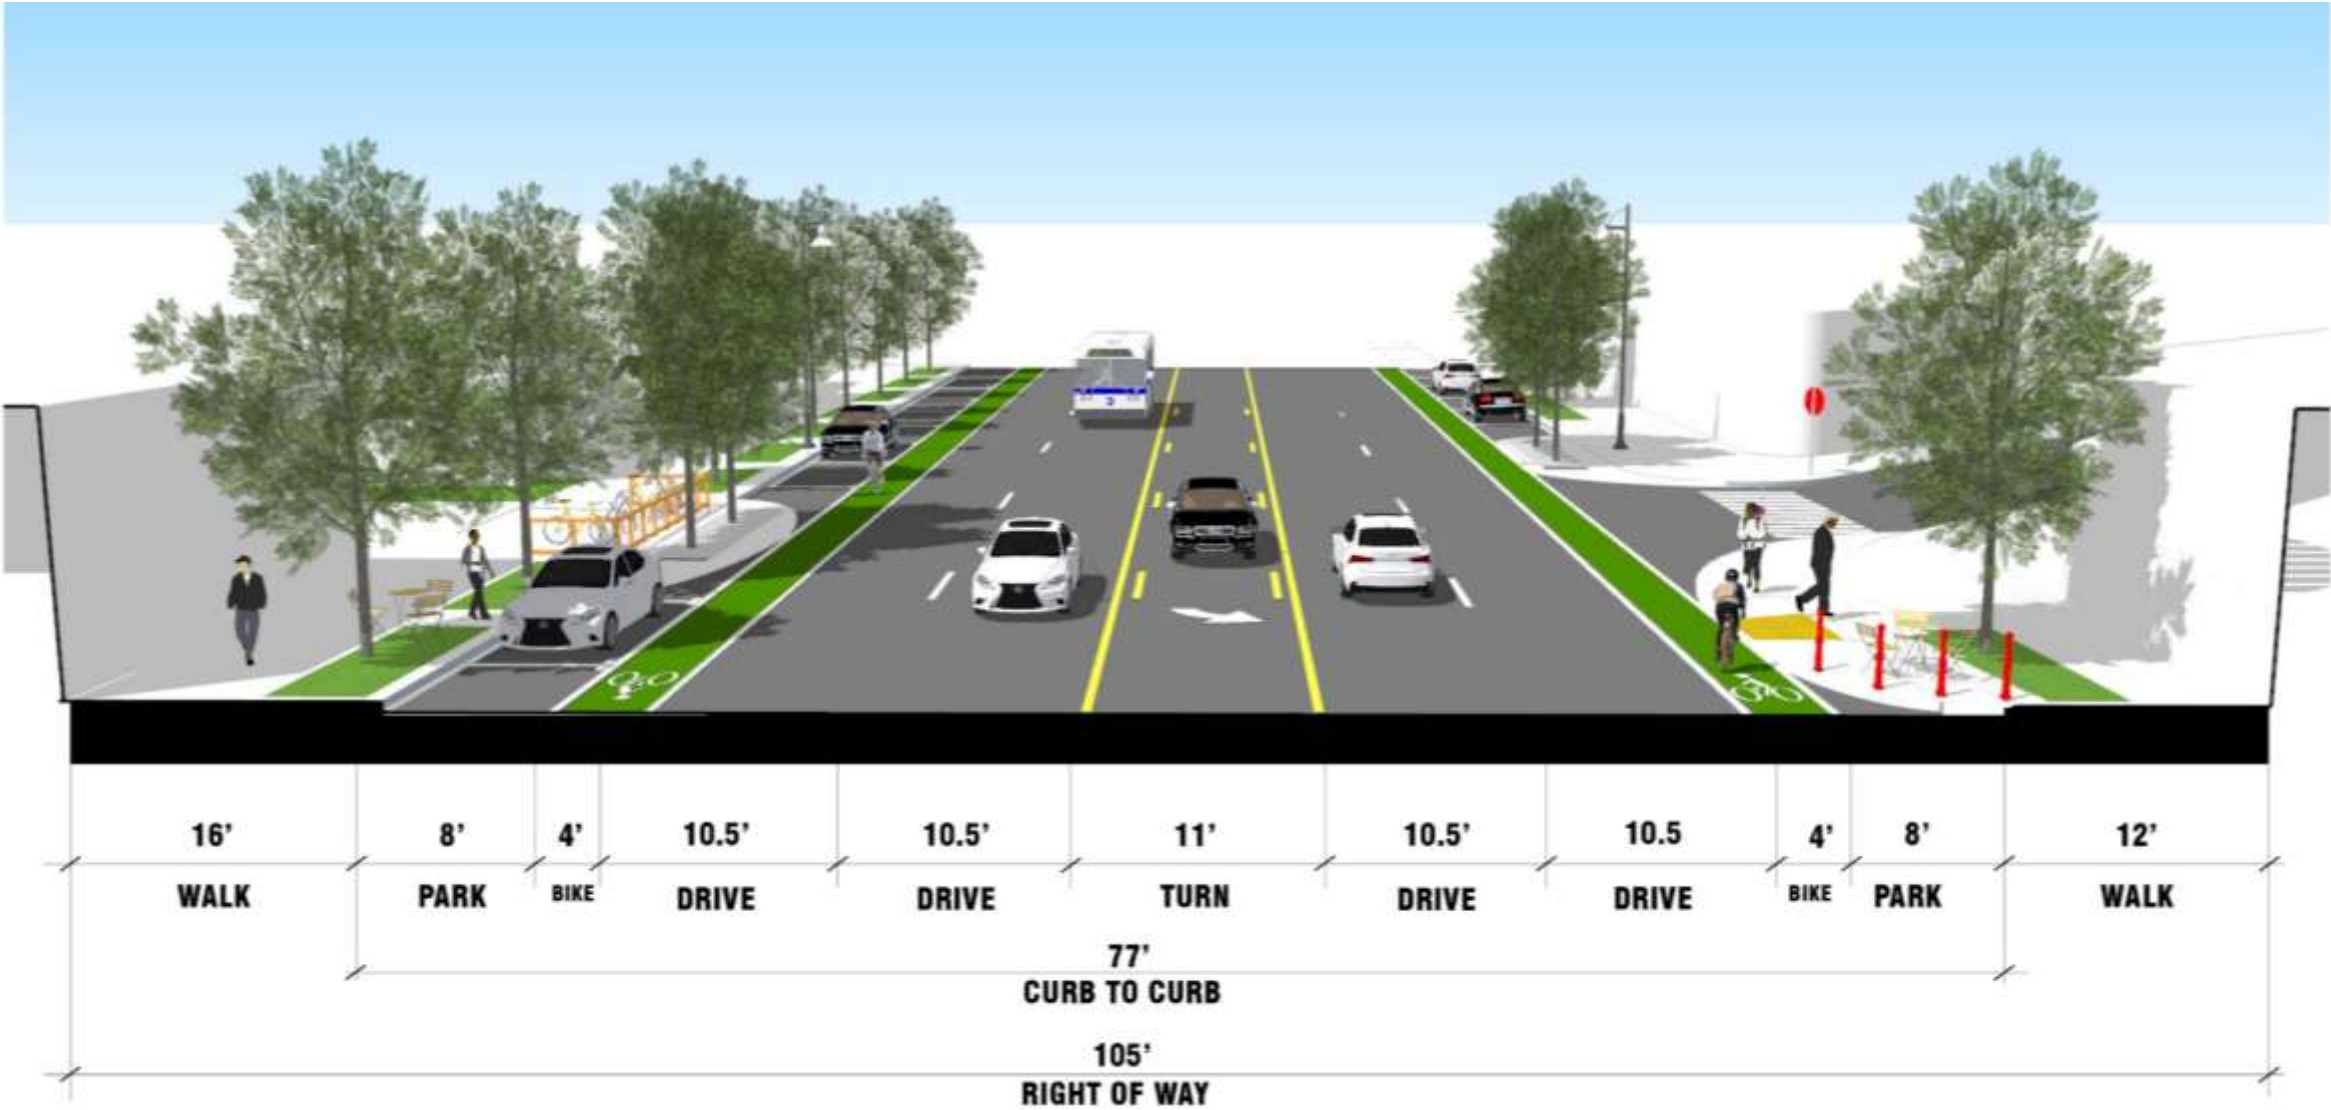 16’ 8’ 4’ 10.5’ 10.5’ 11’ 10.5’ 10.5 4’ 8’ 12’
WALK PARK BIKE DRIVE DRIVE TURN DRIVE DRIVE BIKE PARK WALK
77’
CURB TO CURB
105’
RIGHT OF WAY